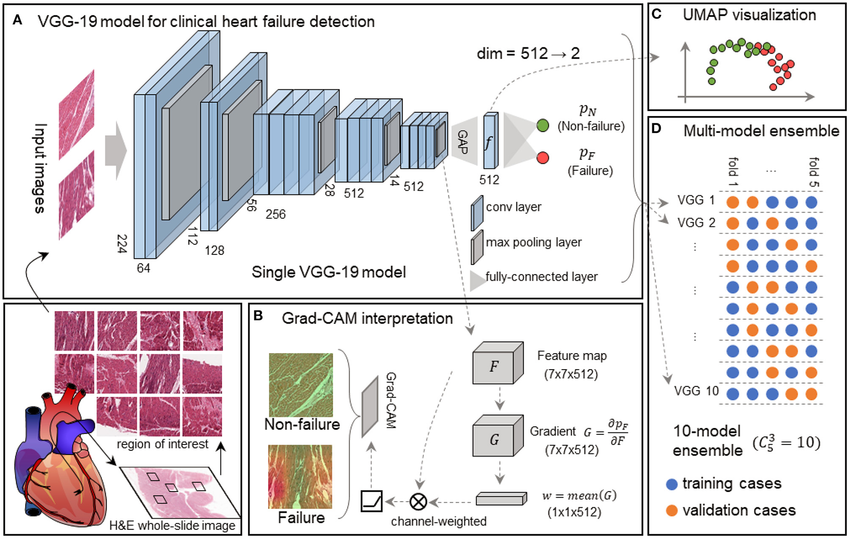 A VGG-19 model for clinical heart failure detection
Input images
224
64
112
128
56
256
28
512
14
512
GAP
f
512
dim = 512 → 2
p_N
(Non-failure)
p_F
(Failure)
conv layer
max pooling layer
fully-connected layer
Single VGG-19 model
region of interest
H&E whole-slide image
B Grad-CAM interpretation
Non-failure
Failure
Grad-CAM
F
Feature map
(7x7x512)
G
Gradient G = ∂p_F/∂F
(7x7x512)
w = mean(G)
(1x1x512)
channel-weighted
C UMAP visualization
D Multi-model ensemble
fold 1 ... fold 5
VGG 1
VGG 2
⋮
⋮
⋮
VGG 10
10-model
ensemble (C_5^3 = 10)
training cases
validation cases